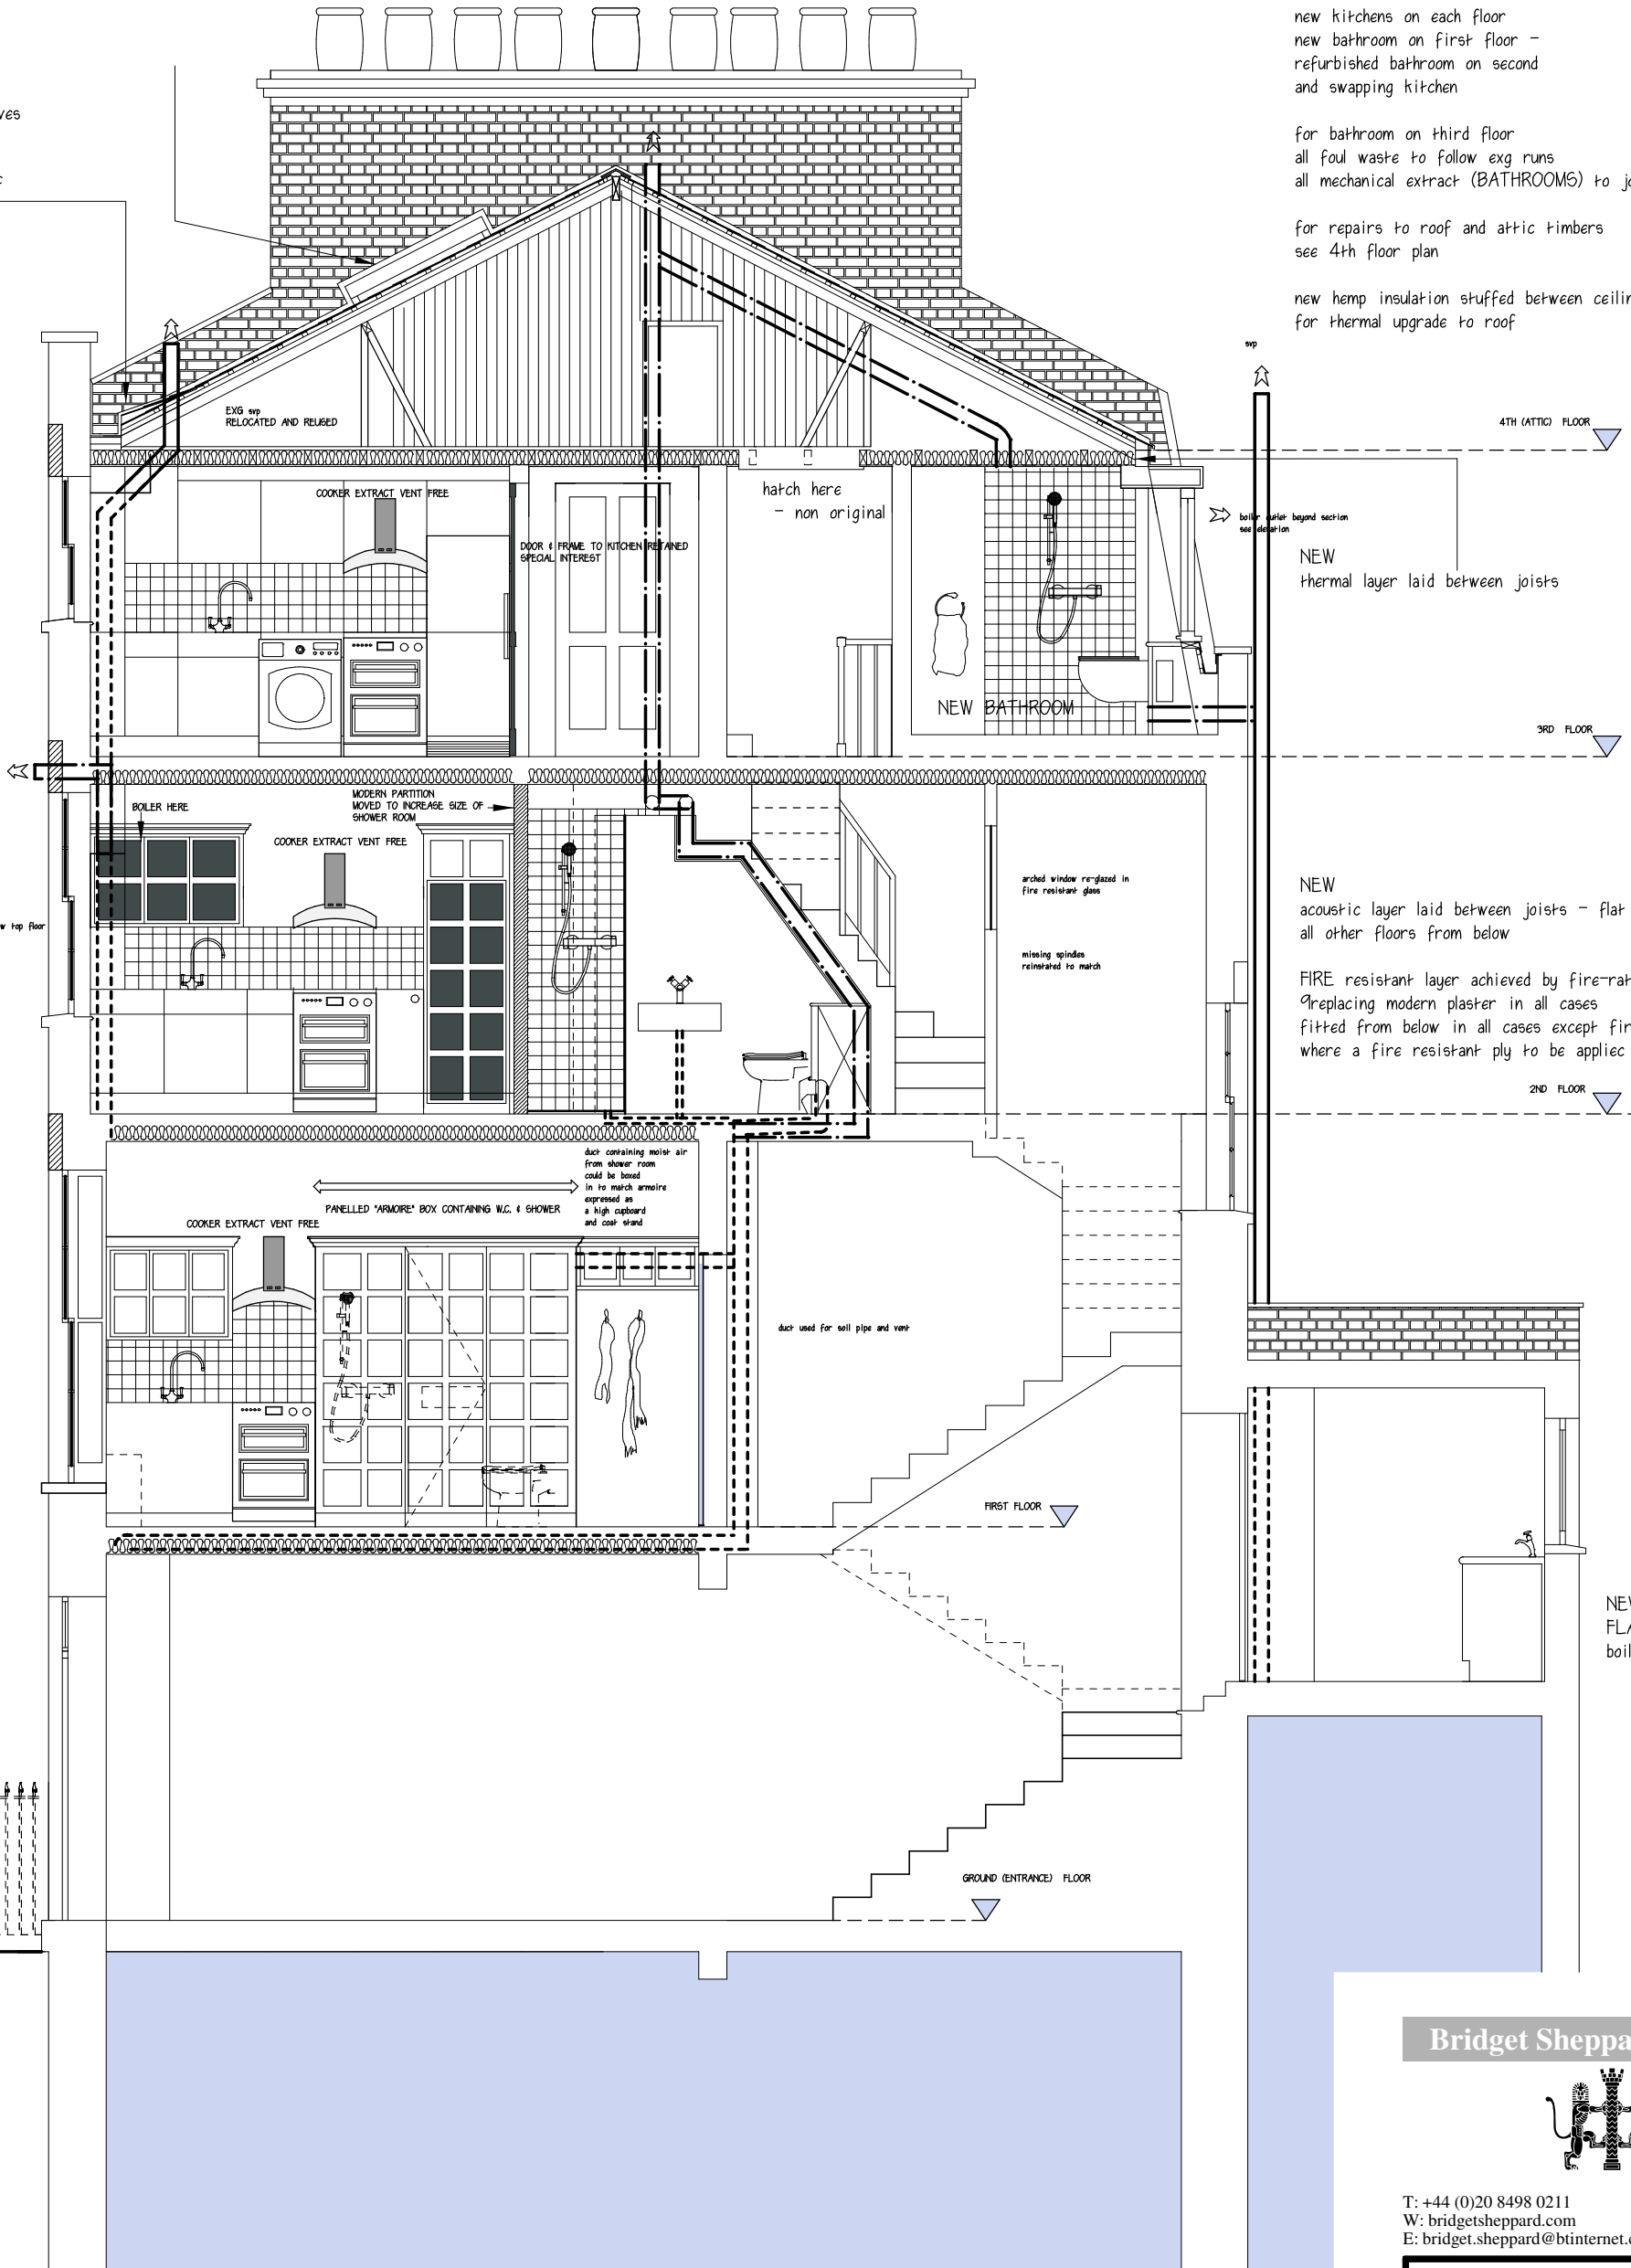 new kitchens on each floor
new bathroom on first floor -
refurbished bathroom on second
and swapping kitchen
for bathroom on third floor
all foul waste to follow exg runs
all mechanical extract (BATHROOMS) to
for repairs to roof and attic timbers
see 4th floor plan
new hemp insulation stuffed between
for thermal upgrade to roof
svp
4TH (ATTIC) FLOOR
EXG svp
RELOCATED AND REUSED
COOKER EXTRACT VENT FREE
hatch here
- non original
DOOR & FRAME TO KITCHEN RETAINED
SPECIAL INTEREST
boiler outlet beyond section
see elevation
NEW
thermal layer laid between joists
NEW BATHROOM
3RD FLOOR
BOILER HERE
MODERN PARTITION
MOVED TO INCREASE SIZE OF
SHOWER ROOM
COOKER EXTRACT VENT FREE
arched window re-glazed in
fire resistant glass
missing spindles
reinstated to match
top floor
NEW
acoustic layer laid between joists - flat
all other floors from below
FIRE resistant layer achieved by
9replacing modern plaster in all cases
fitted from below in all cases except
where a fire resistant ply to be applied
2ND FLOOR
duct containing moist air
from shower room
could be boxed
in to match armoire
expressed as
a high cupboard
and coat stand
PANELLED "ARMOIRE" BOX CONTAINING W.C. & SHOWER
COOKER EXTRACT VENT FREE
duct used for soil pipe and vent
FIRST FLOOR
GROUND (ENTRANCE) FLOOR
Bridget
T: +44 (0)20 8498 0211
W: bridgetsheppard.com
E: bridget.sheppard@btinternet.